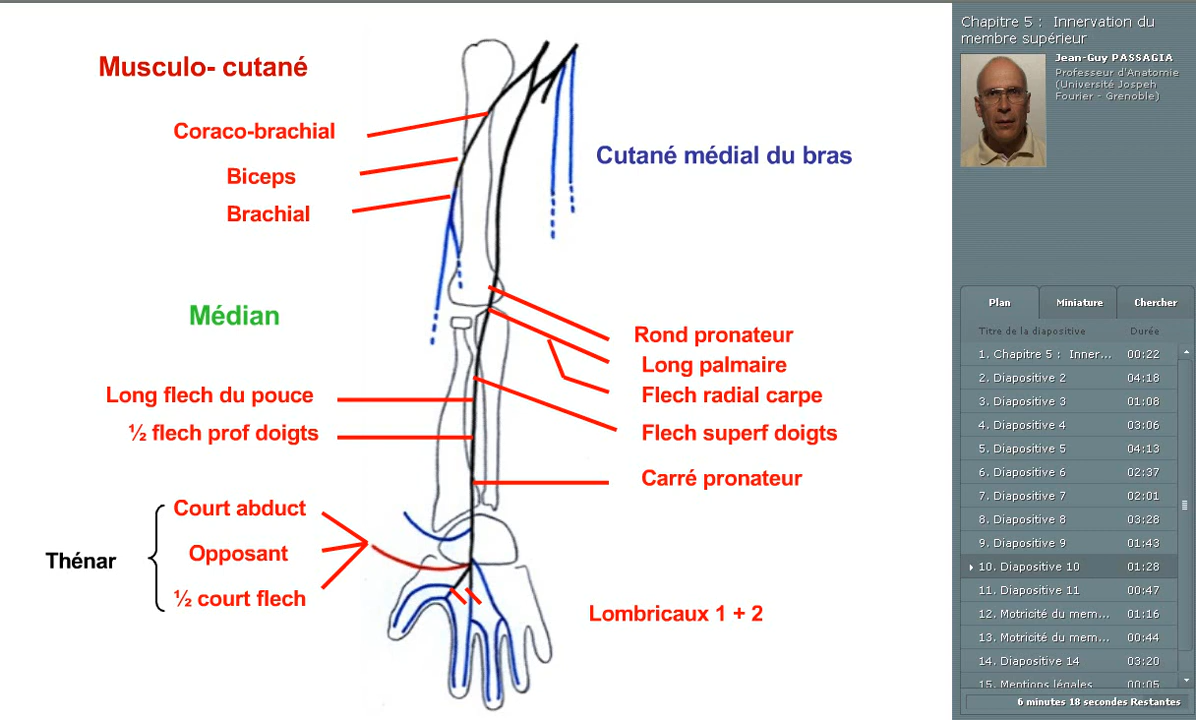 Musculo- cutané
Coraco-brachial
Biceps
Brachial
Cutané médial du bras
Médian
Rond pronateur
Long palmaire
Flech radial carpe
Flech superf doigts
Carré pronateur
Long flech du pouce
½ flech prof doigts
Thénar
Court abduct
Opposant
½ court flech
Lombricaux 1 + 2
Chapitre 5 : Innervation du
membre supérieur
Jean-Guy PASSAGIA
Professeur d'Anatomie
(Université Jospeh
Fourier - Grenoble)
Plan Miniature Chercher
Titre de la diapositive Durée
1. Chapitre 5 : Inner... 00:22
2. Diapositive 2 04:18
3. Diapositive 3 01:08
4. Diapositive 4 03:06
5. Diapositive 5 04:13
6. Diapositive 6 02:37
7. Diapositive 7 02:01
8. Diapositive 8 03:28
9. Diapositive 9 01:43
10. Diapositive 10 01:28
11. Diapositive 11 00:47
12. Motricité du mem... 01:16
13. Motricité du mem... 00:44
14. Diapositive 14 03:20
15. Mentions légales 00:05
6 minutes 18 secondes Restantes